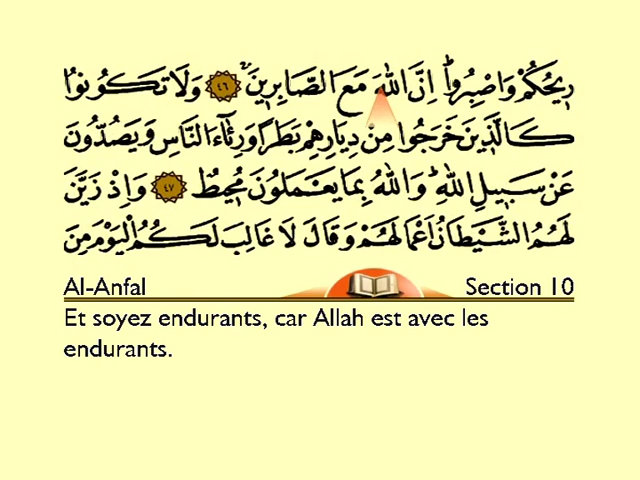 رِيحُكُمْ وَاصْبِرُوا إِنَّ اللَّهَ مَعَ الصَّابِرِينَ ﴿٤٦﴾ وَلَا تَكُونُوا
كَالَّذِينَ خَرَجُوا مِنْ دِيَارِهِمْ بَطَرًا وَرِئَاءَ النَّاسِ وَيَصُدُّونَ
عَنْ سَبِيلِ اللَّهِ وَاللَّهُ بِمَا يَعْمَلُونَ مُحِيطٌ ﴿٤٧﴾ وَإِذْ زَيَّنَ
لَهُمُ الشَّيْطَانُ أَعْمَالَهُمْ وَقَالَ لَا غَالِبَ لَكُمُ الْيَوْمَ مِنَ
Al-Anfal Section 10
Et soyez endurants, car Allah est avec les
endurants.